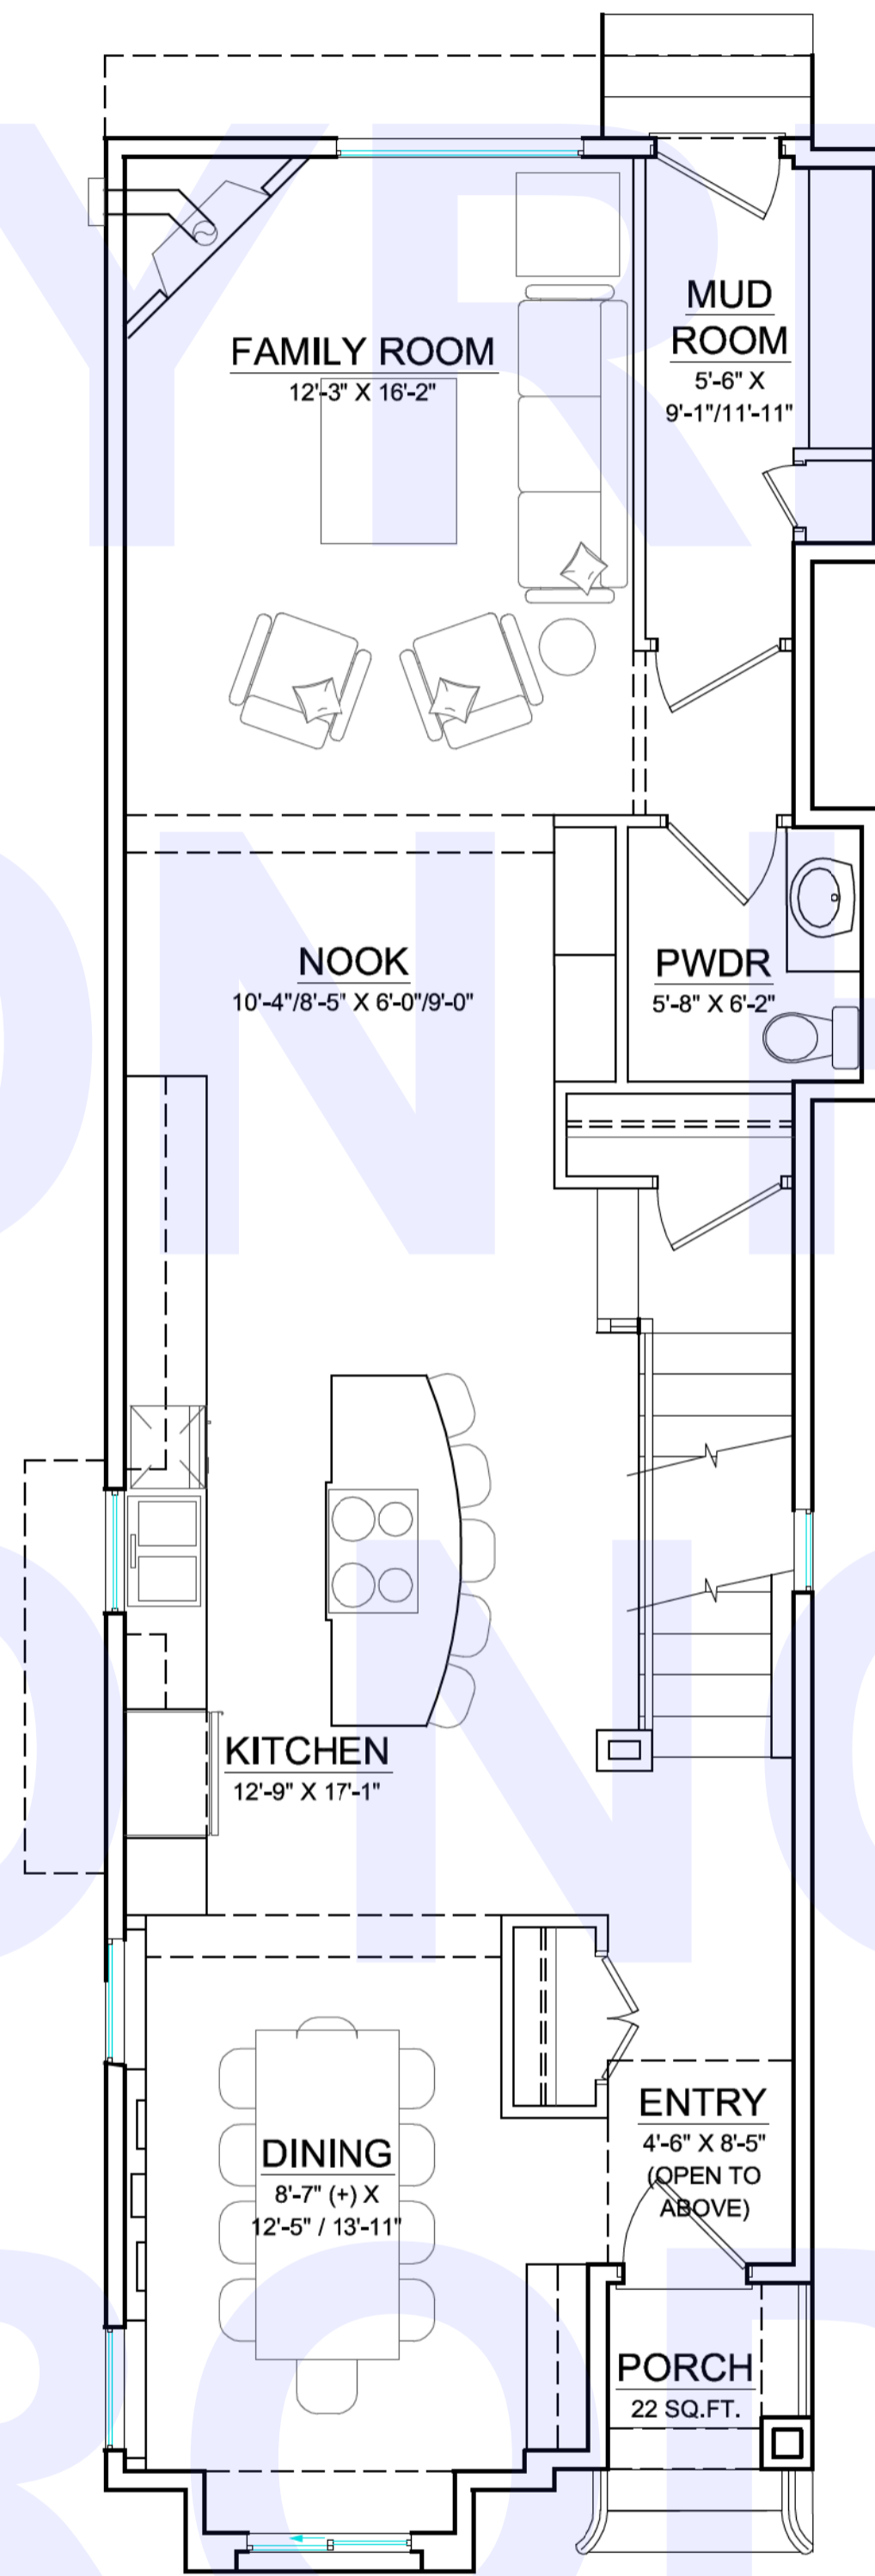 FAMILY ROOM
12'-3" X 16'-2"
MUD
ROOM
5'-6" X
9'-1"/11'-11"
NOOK
10'-4"/8'-5" X 6'-0"/9'-0"
PWDR
5'-8" X 6'-2"
KITCHEN
12'-9" X 17'-1"
ENTRY
4'-6" X 8'-5"
(OPEN TO
ABOVE)
DINING
8'-7" (+) X
12'-5" / 13'-11"
PORCH
22 SQ.FT.